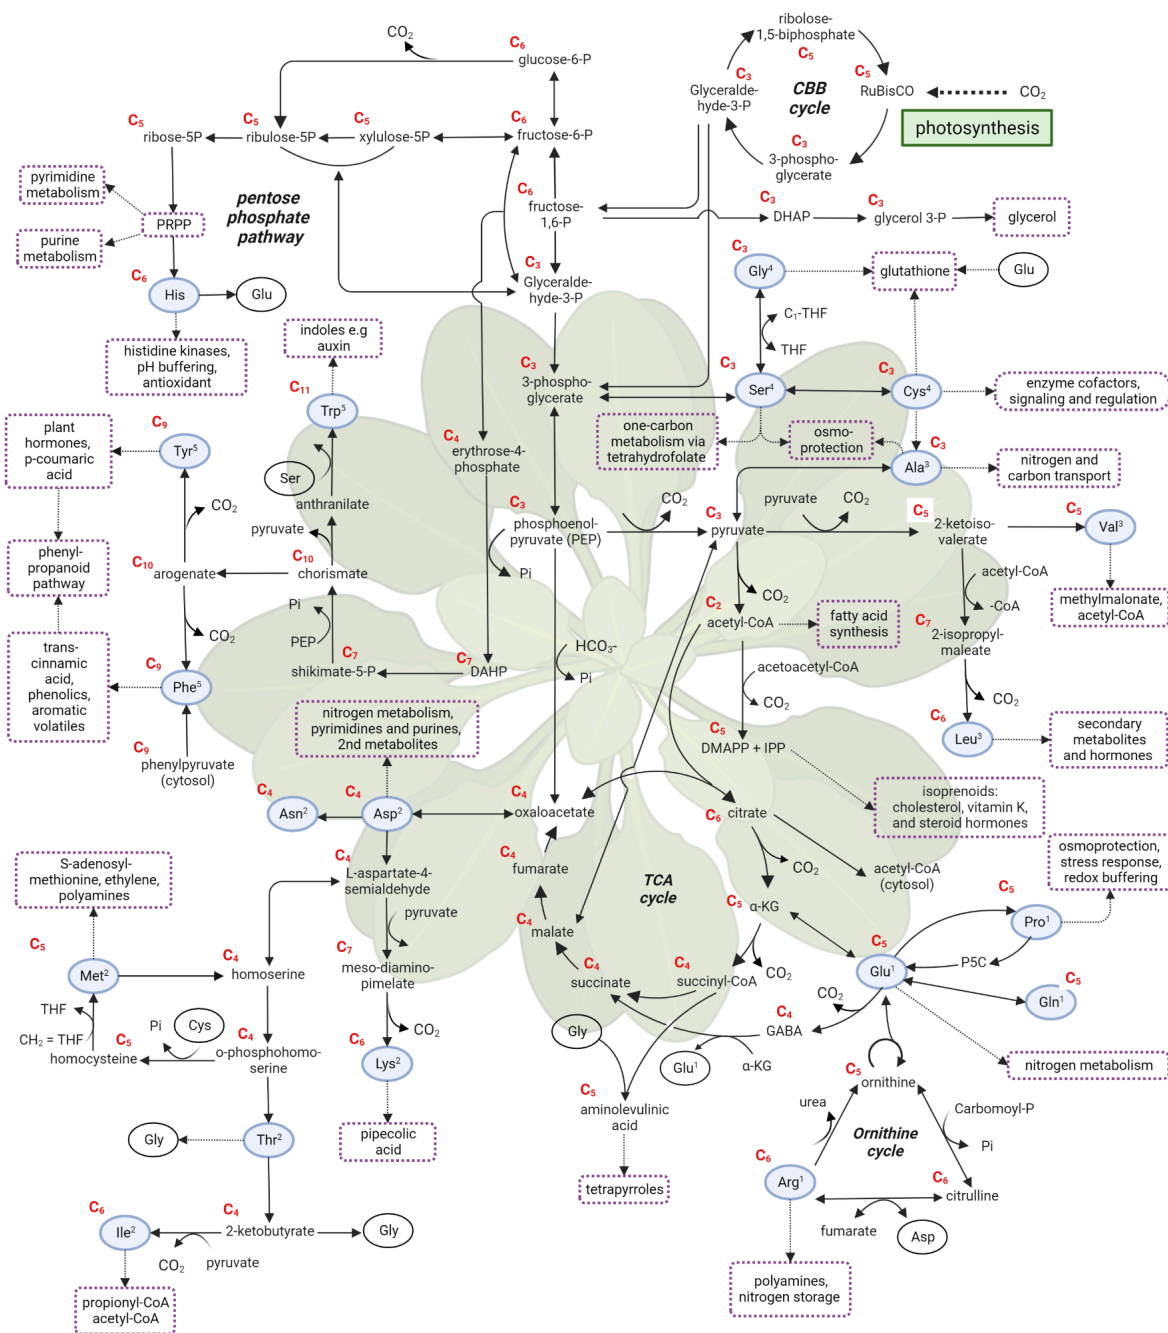 ribolose-
1,5-biphosphate
C5
CO2
C6
glucose-6-P
C3
Glyceralde-
hyde-3-P
CBB
cycle
C5
RuBisCO
CO2
photosynthesis
C3
3-phospho-
glycerate
C5
ribose-5P
C5
ribulose-5P
C5
xylulose-5P
C6
fructose-6-P
pyrimidine
metabolism
PRPP
purine
metabolism
pentose
phosphate
pathway
C6
fructose-
1,6-P
C3
DHAP
C3
glycerol 3-P
glycerol
C6
His
Glu
histidine kinases,
pH buffering,
antioxidant
C3
Glyceralde-
hyde-3-P
C3
Gly4
glutathione
Glu
C1-THF
THF
indoles e.g
auxin
C11
Trp5
C3
3-phospho-
glycerate
C3
Ser4
C3
Cys4
enzyme cofactors,
signaling and regulation
one-carbon
metabolism via
tetrahydrofolate
osmo-
protection
C3
Ala3
nitrogen and
carbon transport
plant
hormones,
p-coumaric
acid
C9
Tyr5
Ser
anthranilate
C4
erythrose-4-
phosphate
CO2
pyruvate
pyruvate
C10
chorismate
CO2
phenyl-
propanoid
pathway
C10
arogenate
C3
phosphoenol-
pyruvate (PEP)
Pi
CO2
C3
pyruvate
pyruvate
CO2
C5
2-ketoiso-
valerate
C5
Val3
methylmalonate,
acetyl-CoA
acetyl-CoA
-CoA
C7
2-isopropyl-
maleate
CO2
C6
Leu3
secondary
metabolites
and hormones
CO2
C2
acetyl-CoA
fatty acid
synthesis
acetoacetyl-CoA
CO2
C5
DMAPP + IPP
isoprenoids:
cholesterol, vitamin K,
and steroid hormones
Pi
PEP
C7
shikimate-5-P
C7
DAHP
HCO3-
Pi
trans-
cinnamic
acid,
phenolics,
aromatic
volatiles
C9
Phe5
C9
phenylpyruvate
(cytosol)
nitrogen metabolism,
pyrimidines and purines,
2nd metabolites
C4
Asn2
C4
Asp2
C4
oxaloacetate
C6
citrate
CO2
acetyl-CoA
(cytosol)
C4
fumarate
TCA
cycle
C5
α-KG
C4
malate
CO2
C4
succinate
C4
succinyl-CoA
osmoprotection,
stress response,
redox buffering
C5
Pro1
C5
Glu1
P5C
C5
Gln1
CO2
C4
GABA
nitrogen metabolism
S-adenosyl-
methionine, ethylene,
polyamines
C4
L-aspartate-4-
semialdehyde
pyruvate
C7
meso-diamino-
pimelate
CO2
C6
Lys2
pipecolic
acid
C5
Met2
C4
homoserine
THF
CH2 = THF
C5
homocysteine
Pi
Cys
C4
o-phosphohomo-
serine
Gly
Thr2
C6
Ile2
C4
2-ketobutyrate
Gly
CO2
pyruvate
propionyl-CoA
acetyl-CoA
Gly
Glu1
α-KG
C5
aminolevulinic
acid
tetrapyrroles
C5
ornithine
urea
Carbomoyl-P
Ornithine
cycle
Pi
C6
Arg1
C6
citrulline
fumarate
Asp
polyamines,
nitrogen storage